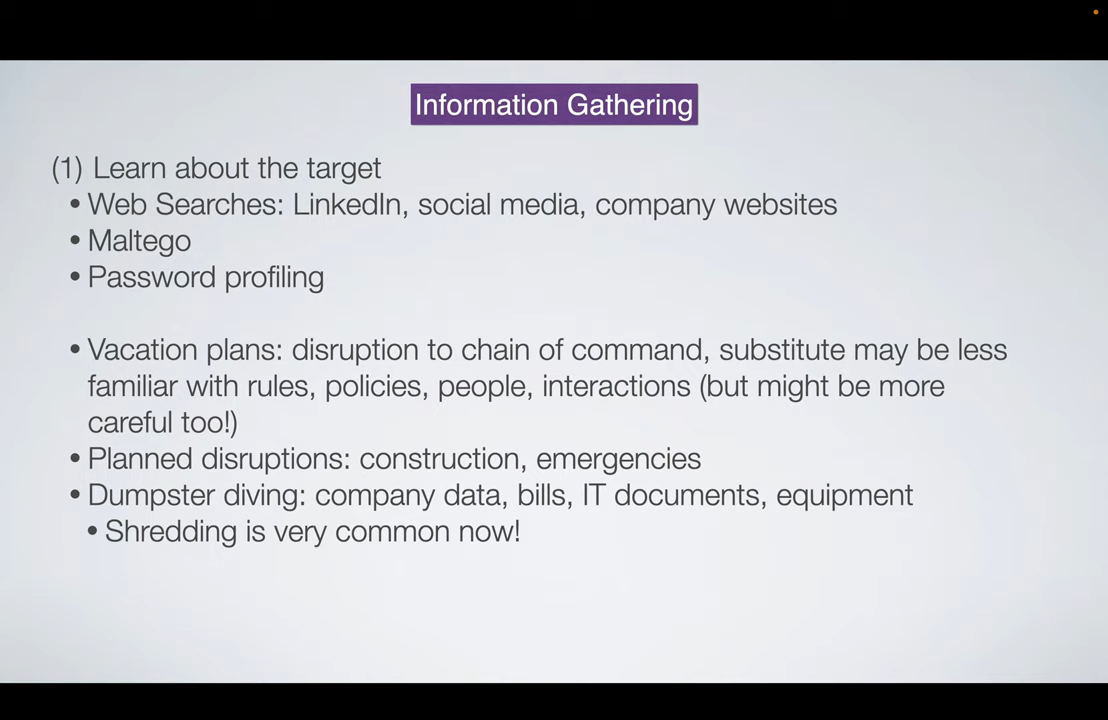 Information Gathering
(1) Learn about the target
• Web Searches: LinkedIn, social media, company websites
• Maltego
• Password profiling
• Vacation plans: disruption to chain of command, substitute may be less
familiar with rules, policies, people, interactions (but might be more
careful too!)
• Planned disruptions: construction, emergencies
• Dumpster diving: company data, bills, IT documents, equipment
• Shredding is very common now!